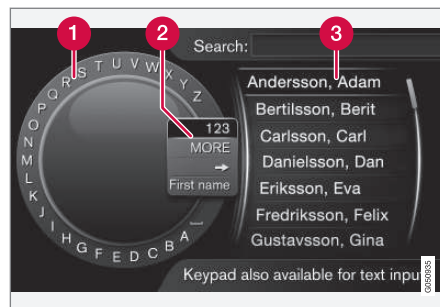 1
2
3
Search:
A B C D E F G H I J K L M N O P Q R S T U V W X Y Z
123
MORE
First name
Andersson, Adam
Bertilsson, Berit
Carlsson, Carl
Danielsson, Dan
Eriksson, Eva
Fredriksson, Felix
Gustavsson, Gina
Keypad also available for text input
G050935